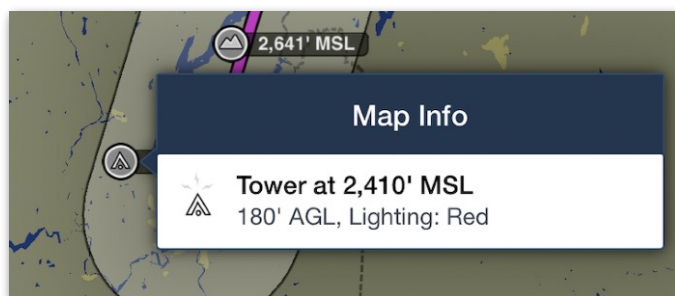 2,641' MSL
Map Info
Tower at 2,410' MSL
180' AGL, Lighting: Red